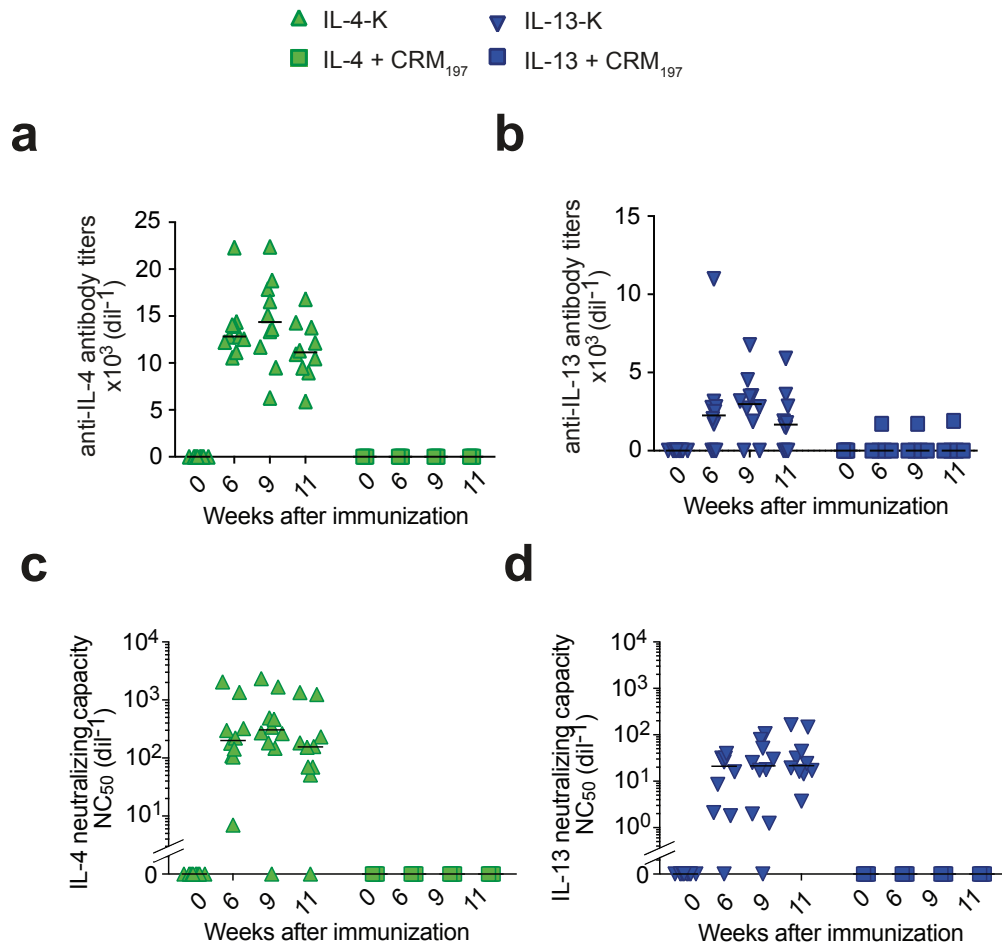 IL-4-K
IL-13-K
IL-4 + CRM₁₉₇
IL-13 + CRM₁₉₇
a
anti-IL-4 antibody titers
x10³ (dil⁻¹)
25
20
15
10
5
0
0 6 9 11 0 6 9 11
Weeks after immunization
b
anti-IL-13 antibody titers
x10³ (dil⁻¹)
15
10
5
0
0 6 9 11 0 6 9 11
Weeks after immunization
c
IL-4 neutralizing capacity
NC₅₀ (dil⁻¹)
10⁴
10³
10²
10¹
0
0 6 9 11 0 6 9 11
Weeks after immunization
d
IL-13 neutralizing capacity
NC₅₀ (dil⁻¹)
10⁴
10³
10²
10¹
10⁰
0
0 6 9 11 0 6 9 11
Weeks after immunization